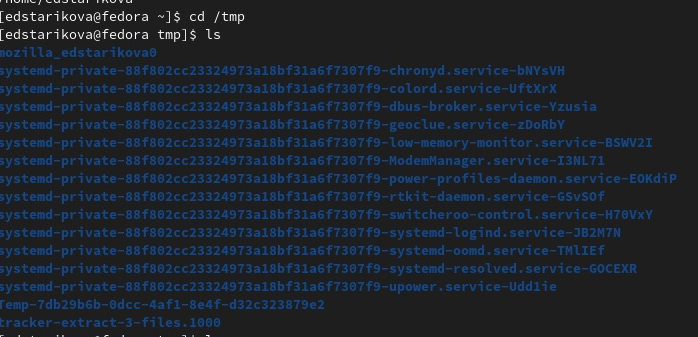 /home/edstarikova
[edstarikova@fedora ~]$ cd /tmp
[edstarikova@fedora tmp]$ ls
mozilla_edstarikova0
systemd-private-88f802cc23324973a18bf31a6f7307f9-chronyd.service-bNYsVH
systemd-private-88f802cc23324973a18bf31a6f7307f9-colord.service-UftXrX
systemd-private-88f802cc23324973a18bf31a6f7307f9-dbus-broker.service-Yzusia
systemd-private-88f802cc23324973a18bf31a6f7307f9-geoclue.service-zDoRbY
systemd-private-88f802cc23324973a18bf31a6f7307f9-low-memory-monitor.service-BSWV2I
systemd-private-88f802cc23324973a18bf31a6f7307f9-ModemManager.service-I3NL71
systemd-private-88f802cc23324973a18bf31a6f7307f9-power-profiles-daemon.service-EOKdiP
systemd-private-88f802cc23324973a18bf31a6f7307f9-rtkit-daemon.service-GSvSOf
systemd-private-88f802cc23324973a18bf31a6f7307f9-switcheroo-control.service-H70VxY
systemd-private-88f802cc23324973a18bf31a6f7307f9-systemd-logind.service-JB2M7N
systemd-private-88f802cc23324973a18bf31a6f7307f9-systemd-oomd.service-TMlIEf
systemd-private-88f802cc23324973a18bf31a6f7307f9-systemd-resolved.service-GOCEXR
systemd-private-88f802cc23324973a18bf31a6f7307f9-upower.service-Udd1ie
Temp-7db29b6b-0dcc-4af1-8e4f-d32c323879e2
tracker-extract-3-files.1000